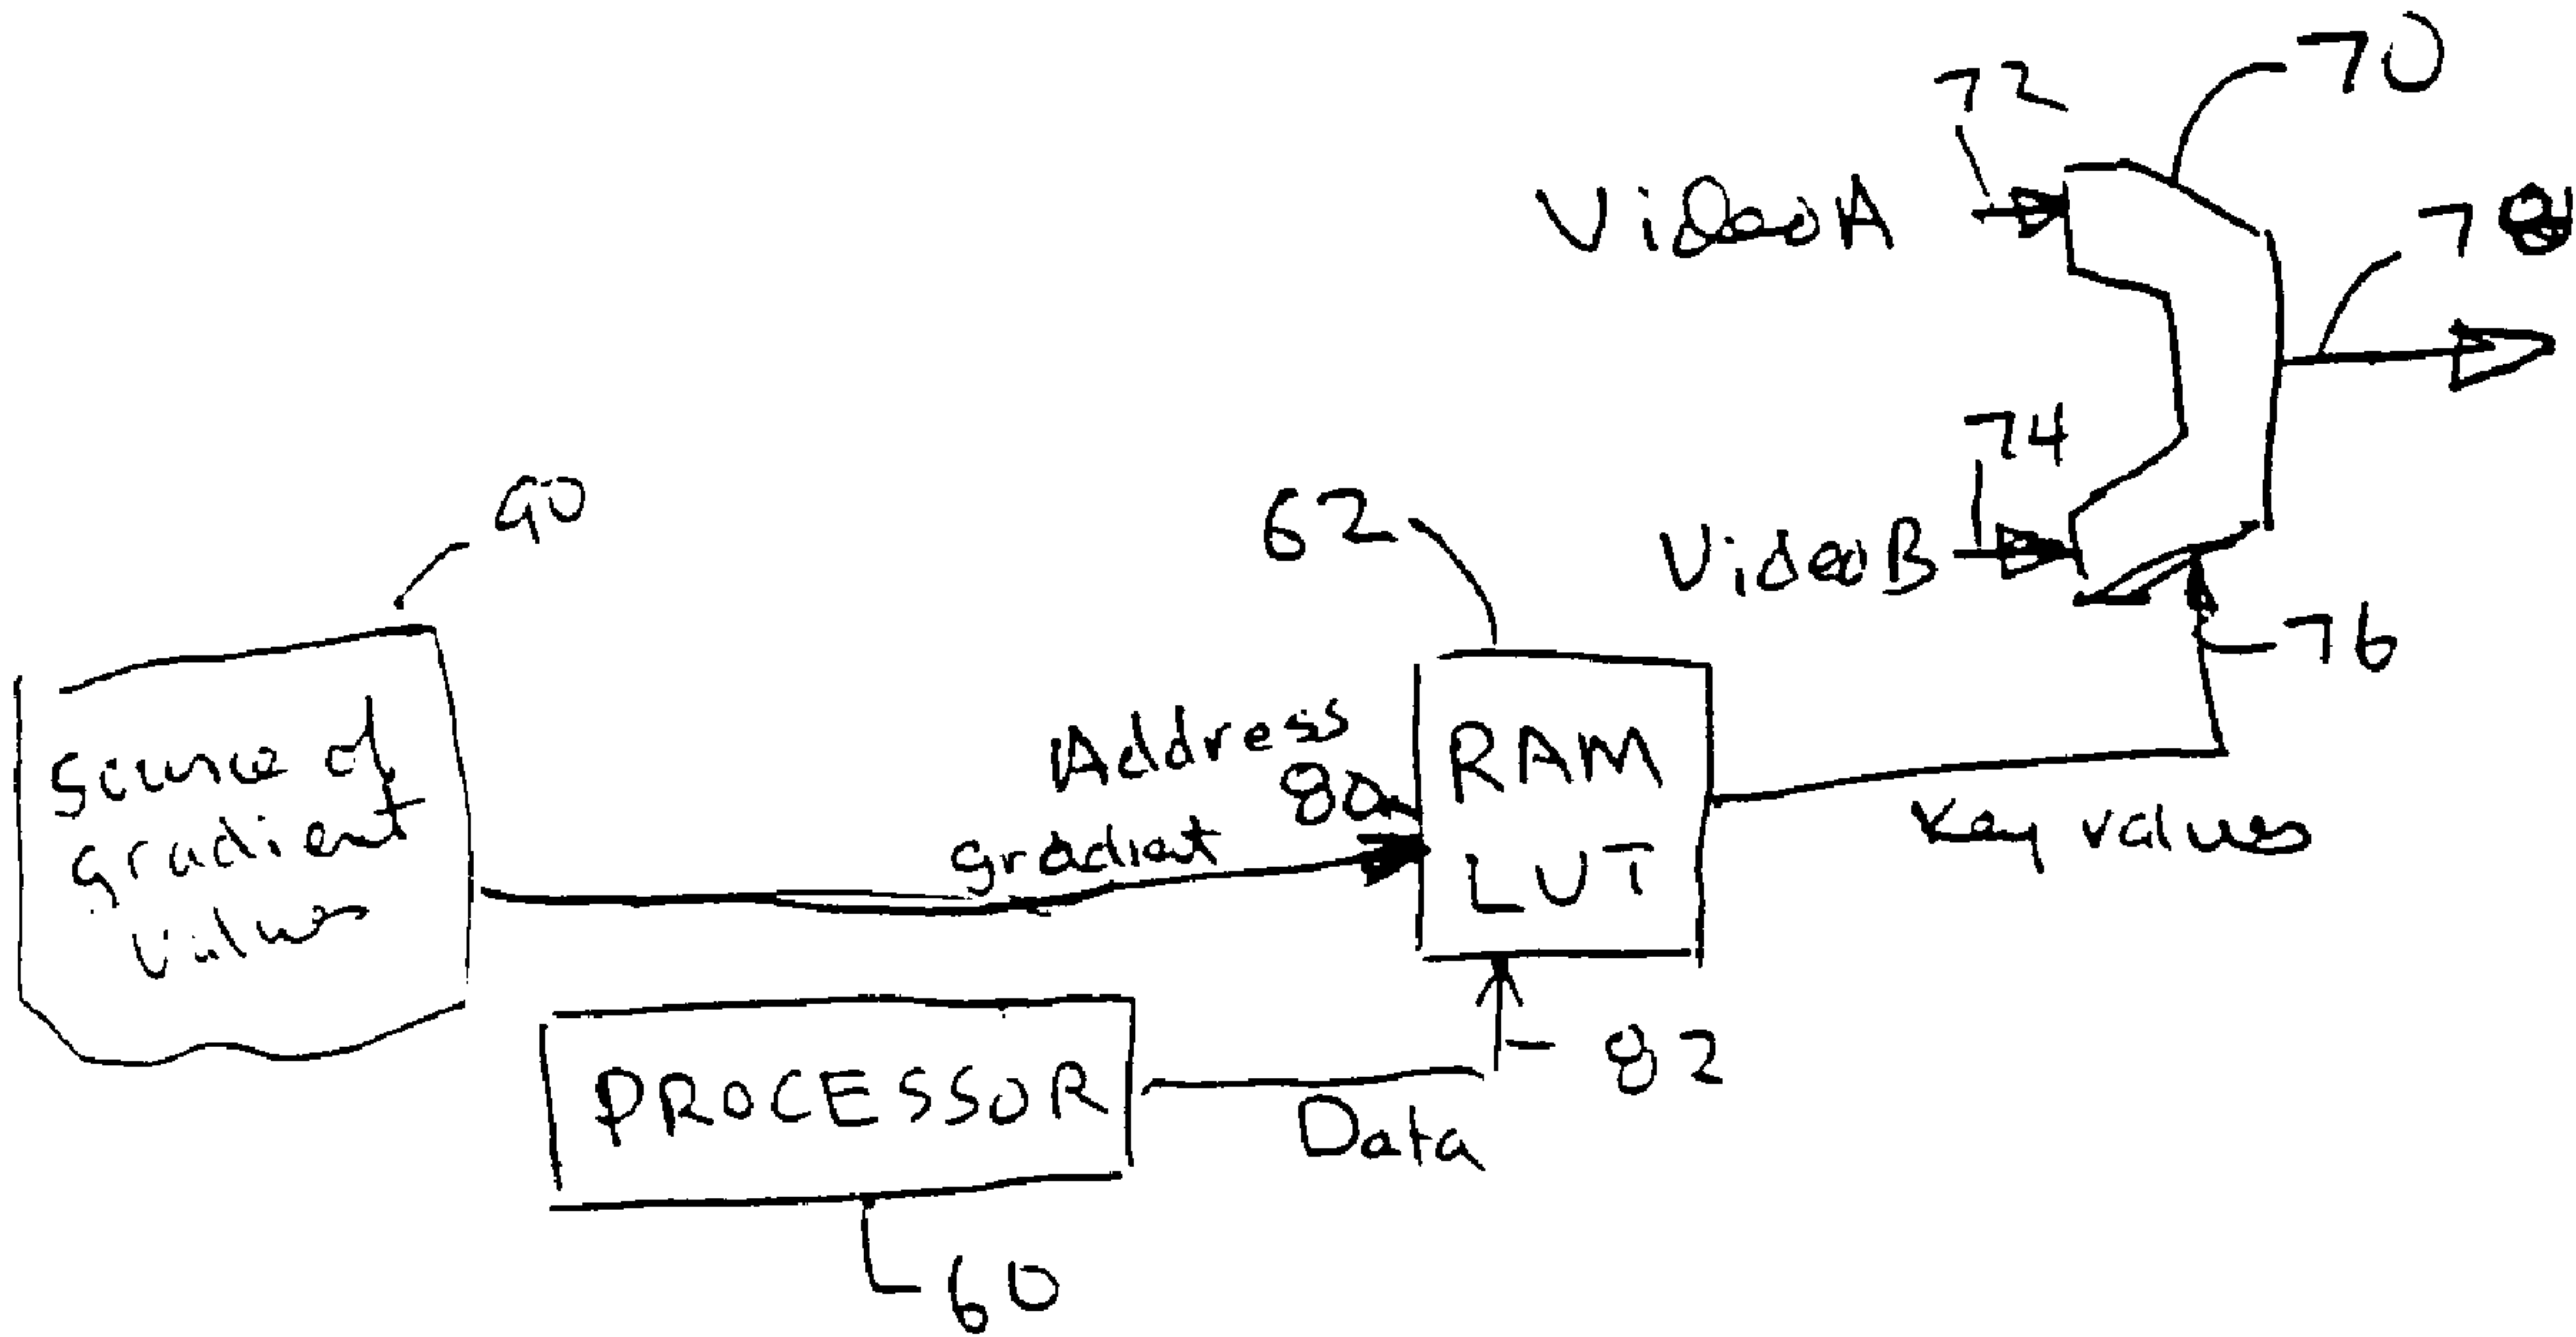 70
72
Video A
78
74
Video B
62
90
76
Source of
gradient
values
Address
80
gradient
RAM
LUT
Key values
PROCESSOR
Data
82
60